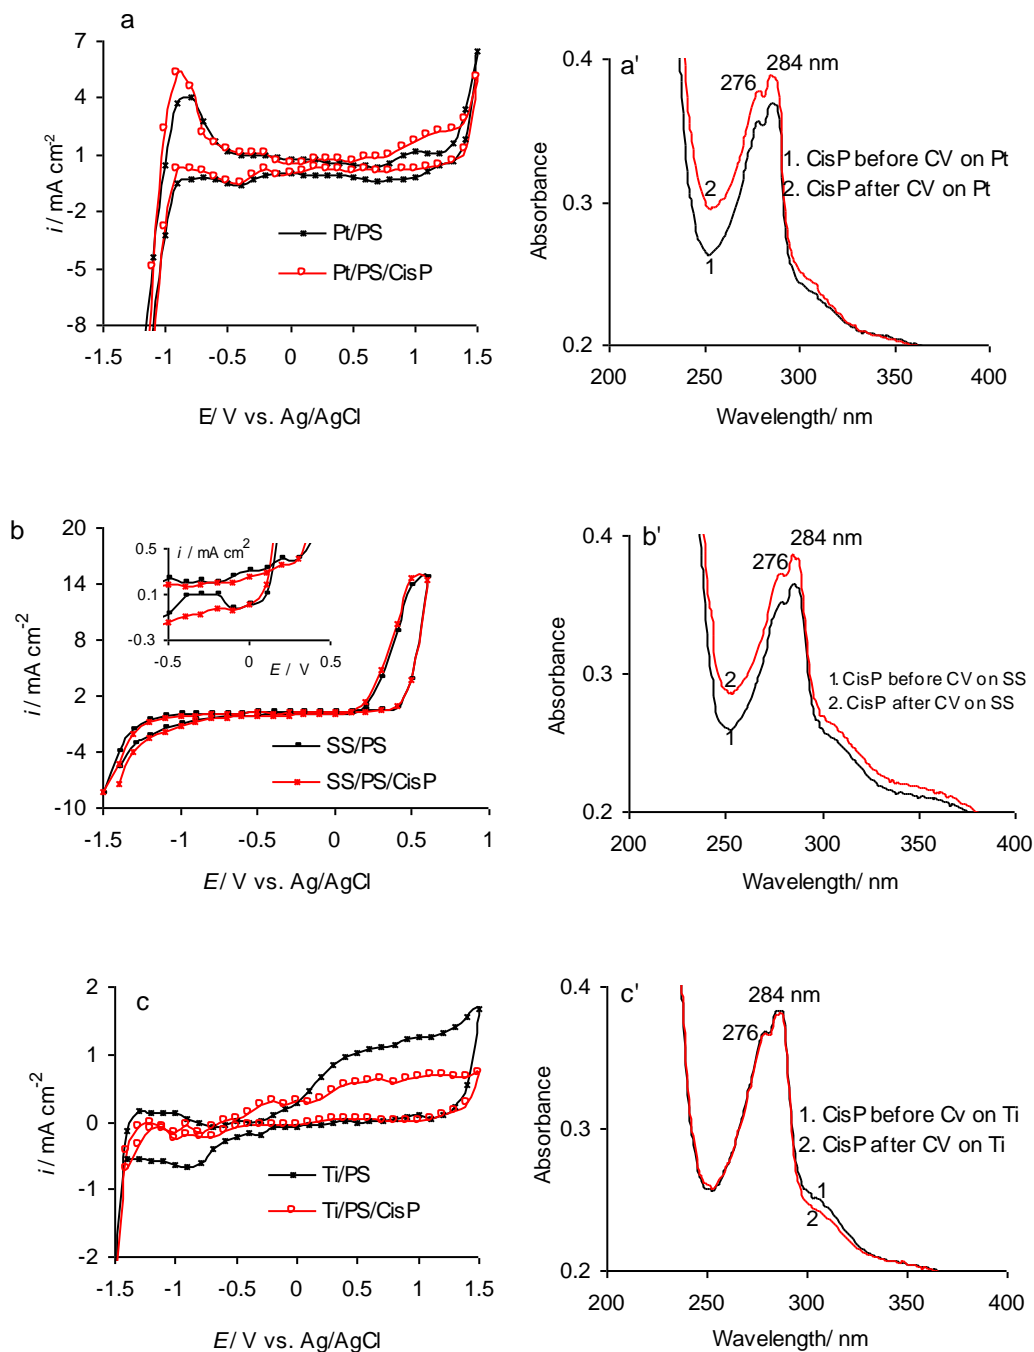 a
7
4
1
-2
-5
-8
i / mA cm-2
Pt/PS
Pt/PS/CisP
-1.5 -1 -0.5 0 0.5 1 1.5
E/ V vs. Ag/AgCl
a'
0.4
0.3
0.2
Absorbance
284 nm
276
2
1
1. CisP before CV on Pt
2. CisP after CV on Pt
200 250 300 350 400
Wavelength/ nm
b
20
14
8
2
-4
-10
i / mA cm-2
0.5
0.1
-0.3
i / mA cm2
-0.5 0 0.5
E / V
SS/PS
SS/PS/CisP
-1.5 -1 -0.5 0 0.5 1
E/ V vs. Ag/AgCl
b'
0.4
0.3
0.2
Absorbance
284 nm
276
2
1
1. CisP before CV on SS
2. CisP after CV on SS
200 250 300 350 400
Wavelength/ nm
c
2
1
0
-1
-2
i / mA cm-2
Ti/PS
Ti/PS/CisP
-1.5 -1 -0.5 0 0.5 1 1.5
E/ V vs. Ag/AgCl
c'
0.4
0.3
0.2
Absorbance
284 nm
276
1
2
1. CisP before Cv on Ti
2. CisP after CV on Ti
200 250 300 350 400
Wavelength/ nm